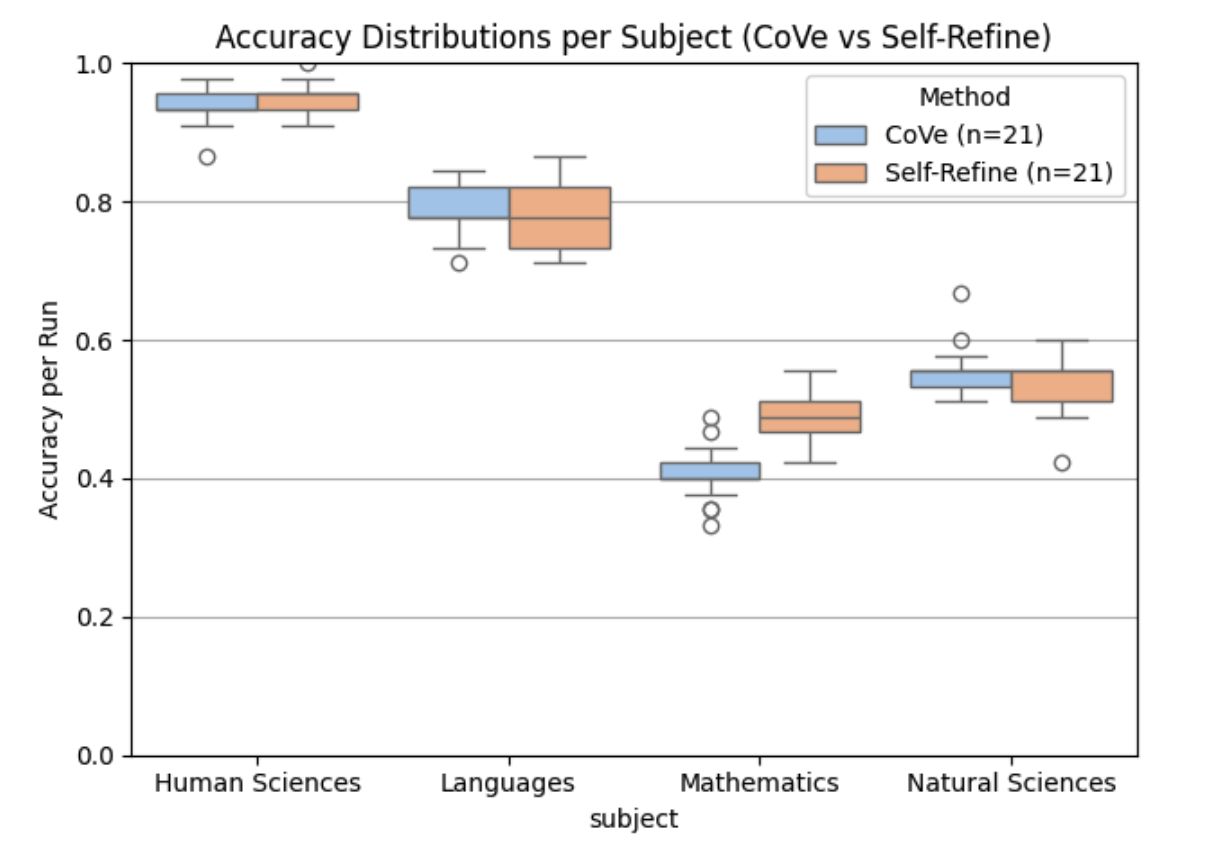 Accuracy Distributions per Subject (CoVe vs Self-Refine)
1.0
0.8
0.6
0.4
0.2
0.0
Accuracy per Run
Method
CoVe (n=21)
Self-Refine (n=21)
Human Sciences
Languages
Mathematics
Natural Sciences
subject